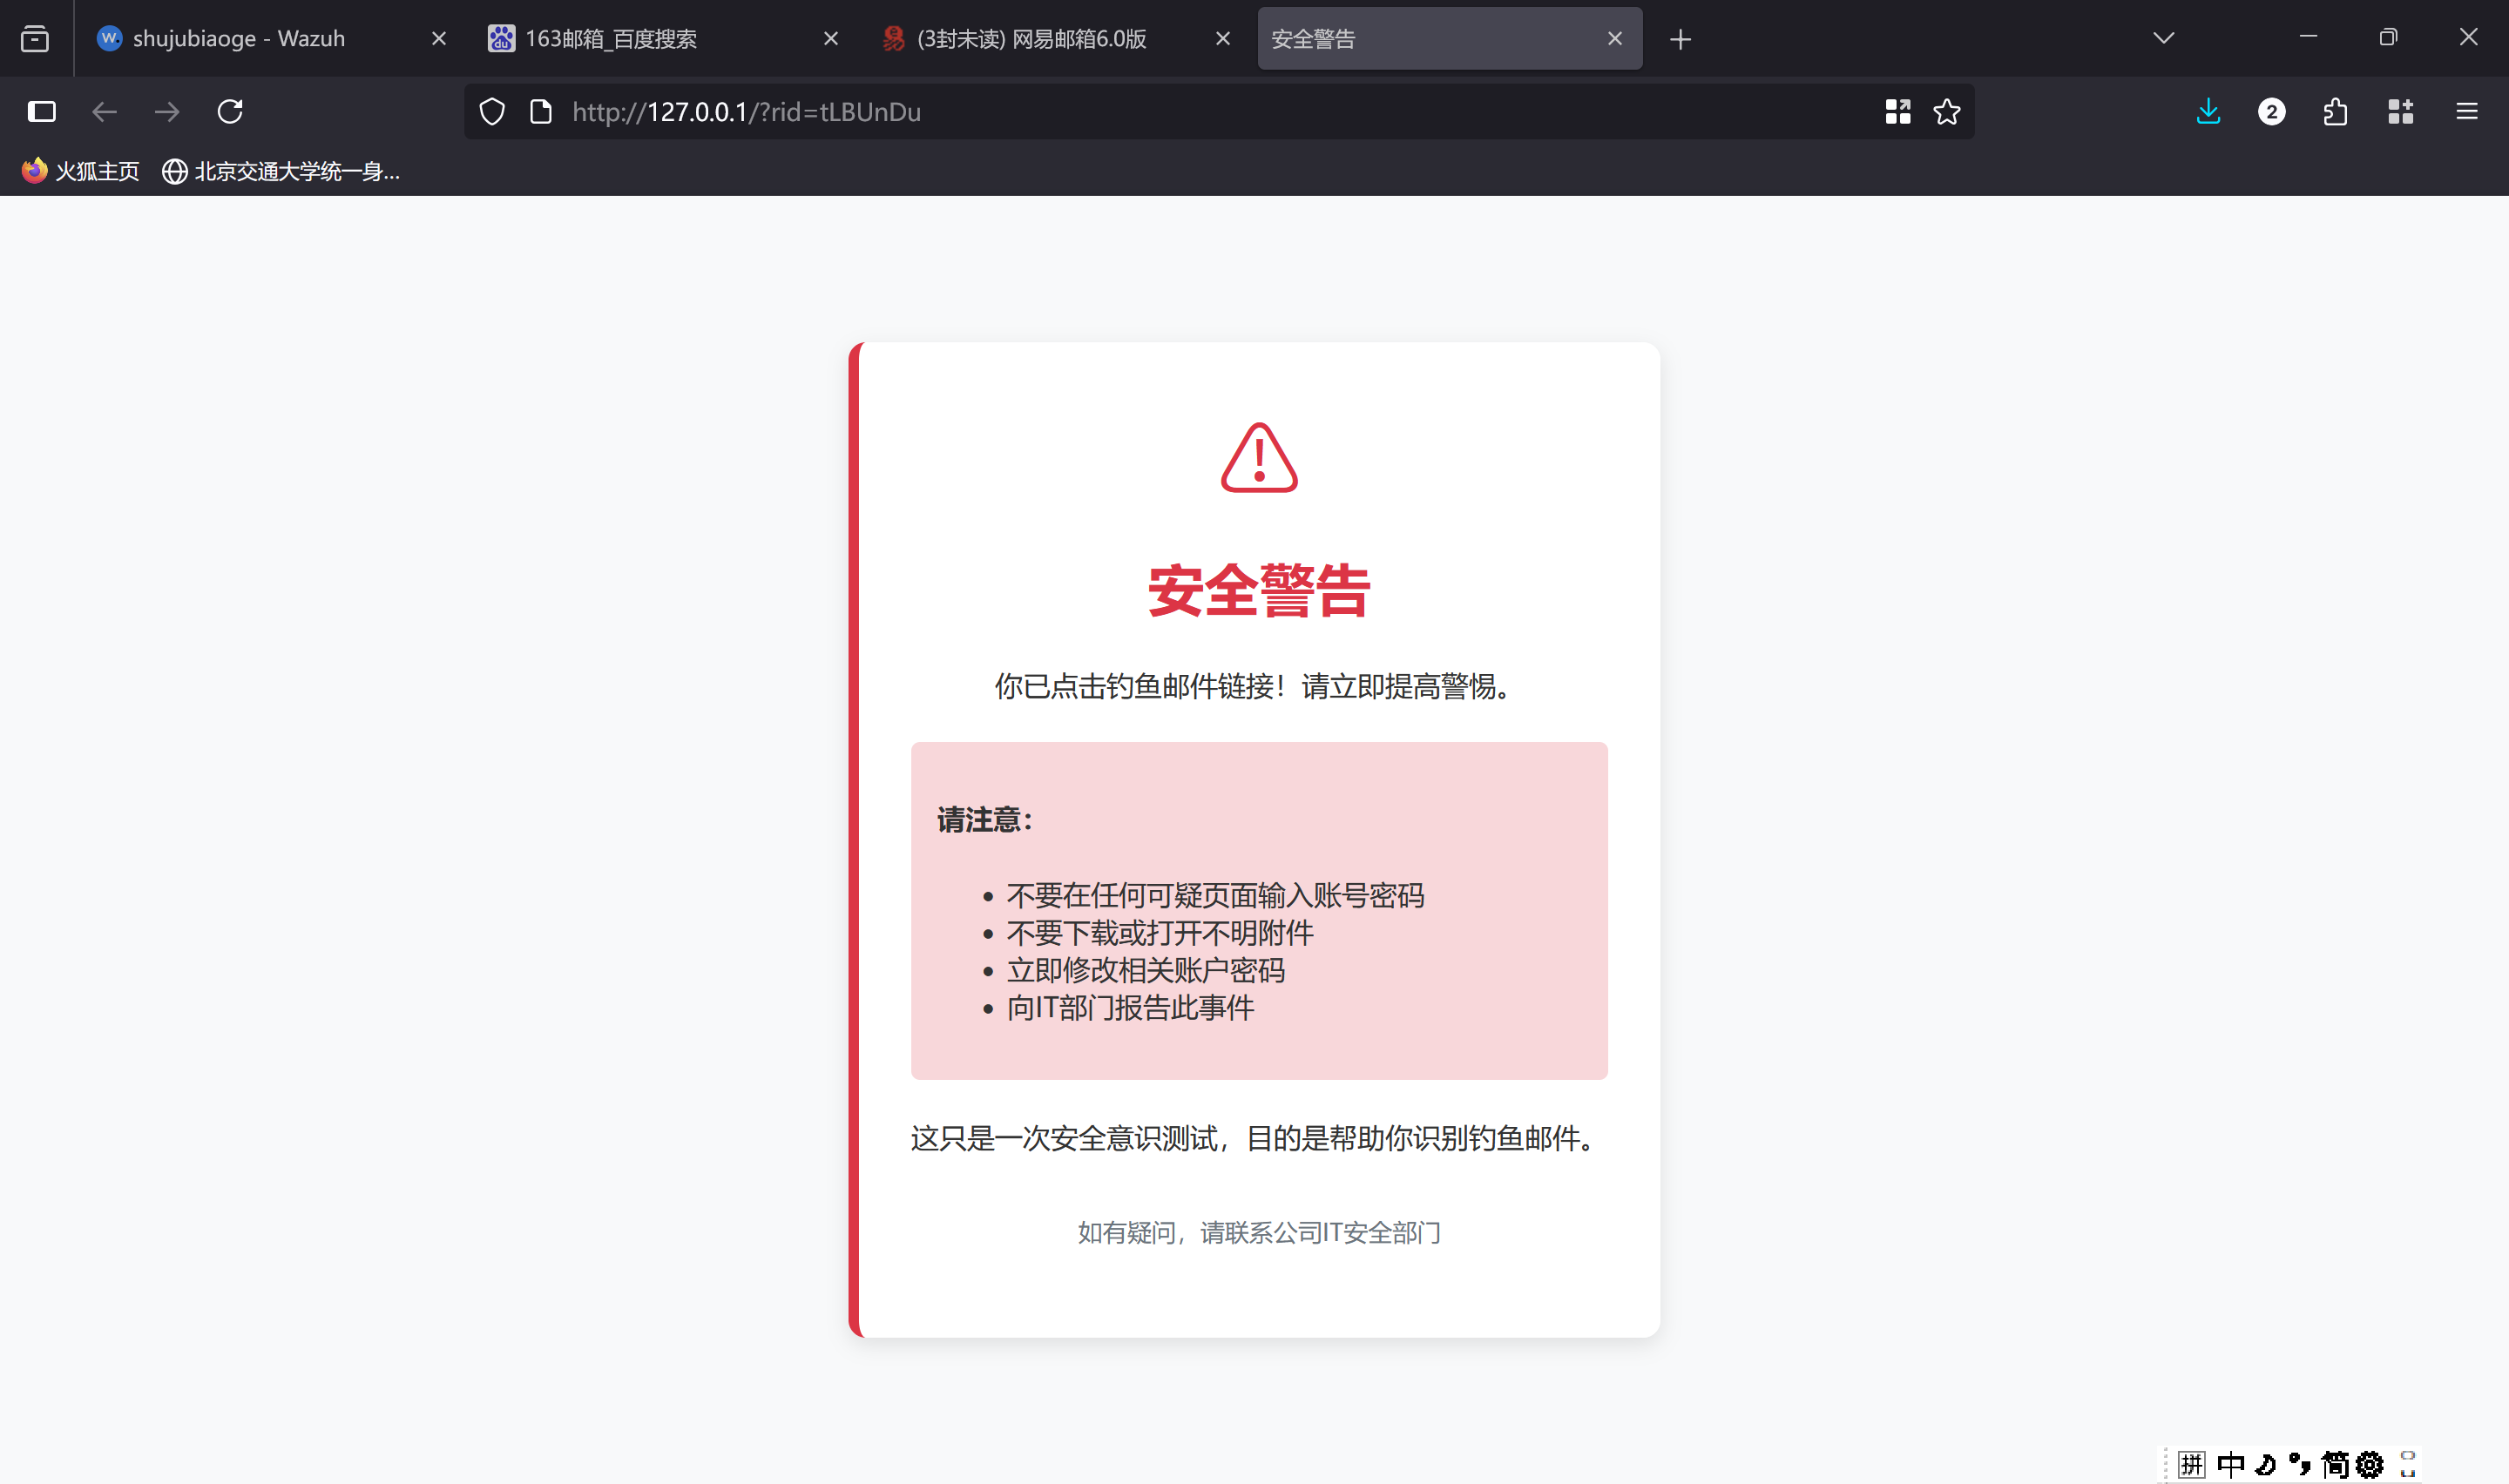 shujubiaoge - Wazuh
163邮箱_百度搜索
(3封未读) 网易邮箱6.0版
安全警告
http://127.0.0.1/?rid=tLBUnDu
2
火狐主页
北京交通大学统一身...
安全警告
你已点击钓鱼邮件链接！请立即提高警惕。
请注意：
• 不要在任何可疑页面输入账号密码
• 不要下载或打开不明附件
• 立即修改相关账户密码
• 向IT部门报告此事件
这只是一次安全意识测试，目的是帮助你识别钓鱼邮件。
如有疑问，请联系公司IT安全部门
拼 中 简